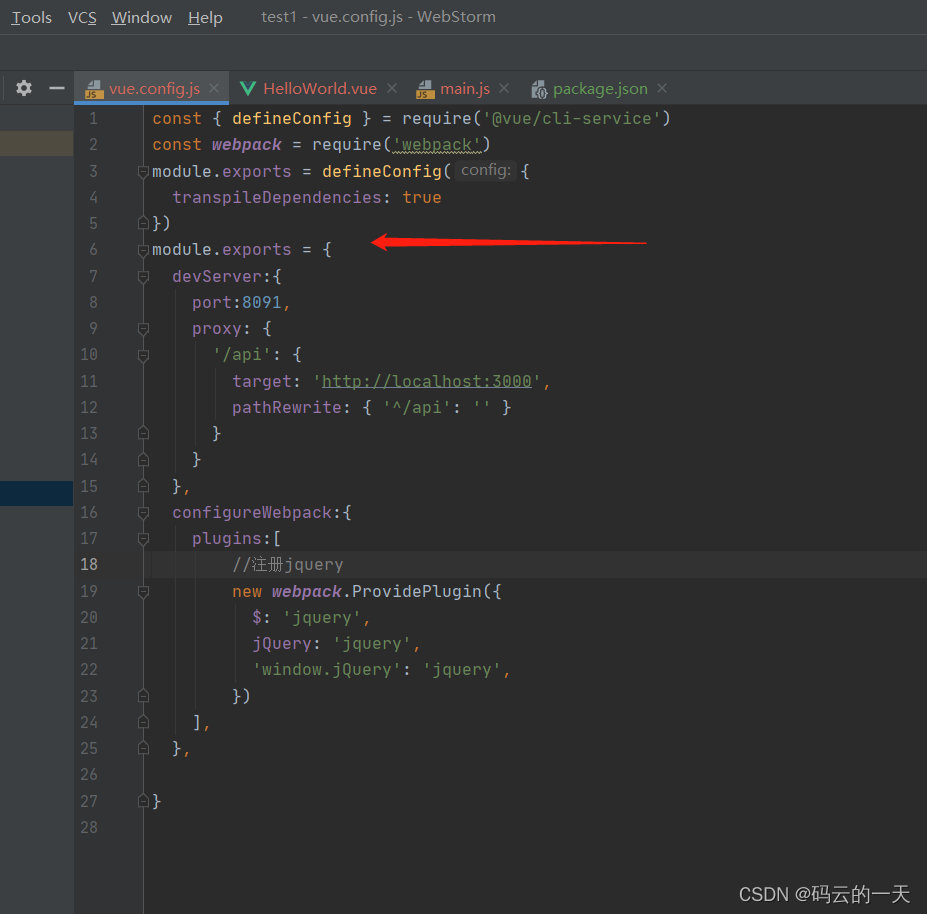 Tools VCS Window Help test1 - vue.config.js - WebStorm
vue.config.js HelloWorld.vue main.js package.json
1 const { defineConfig } = require('@vue/cli-service')
2 const webpack = require('webpack')
3 module.exports = defineConfig( config: {
4 transpileDependencies: true
5 })
6 module.exports = {
7 devServer:{
8 port:8091,
9 proxy: {
10 '/api': {
11 target: 'http://localhost:3000',
12 pathRewrite: { '^/api': '' }
13 }
14 }
15 },
16 configureWebpack:{
17 plugins:[
18 //注册jquery
19 new webpack.ProvidePlugin({
20 $: 'jquery',
21 jQuery: 'jquery',
22 'window.jQuery': 'jquery',
23 })
24 ],
25 },
26
27 }
28
CSDN @码云的一天